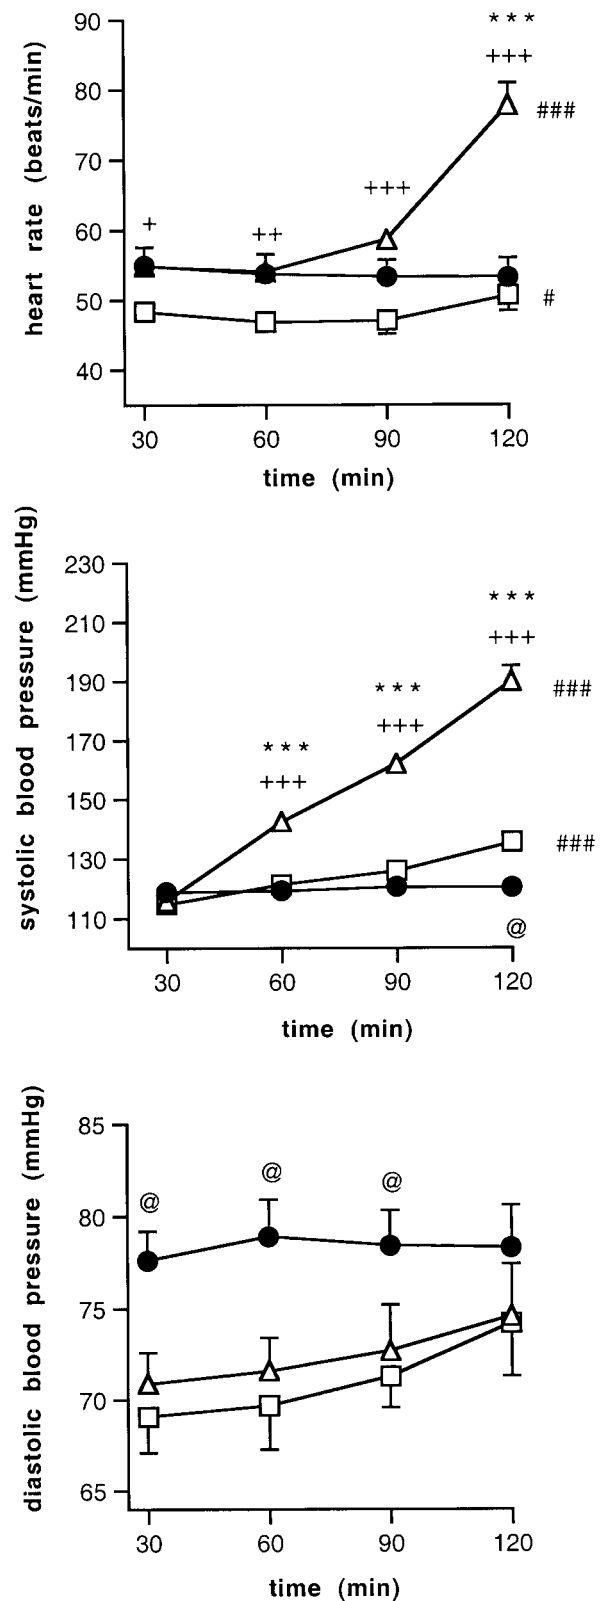 heart rate (beats/min)
90
80
70
60
50
40
* * *
+++
###
+++
+
++
#
30 60 90 120
time (min)
systolic blood pressure (mmHg)
230
210
190
170
150
130
110
* * *
+++
* * *
###
+++
* * *
+++
###
@
30 60 90 120
time (min)
diastolic blood pressure (mmHg)
85
80
75
70
65
@
@
@
30 60 90 120
time (min)